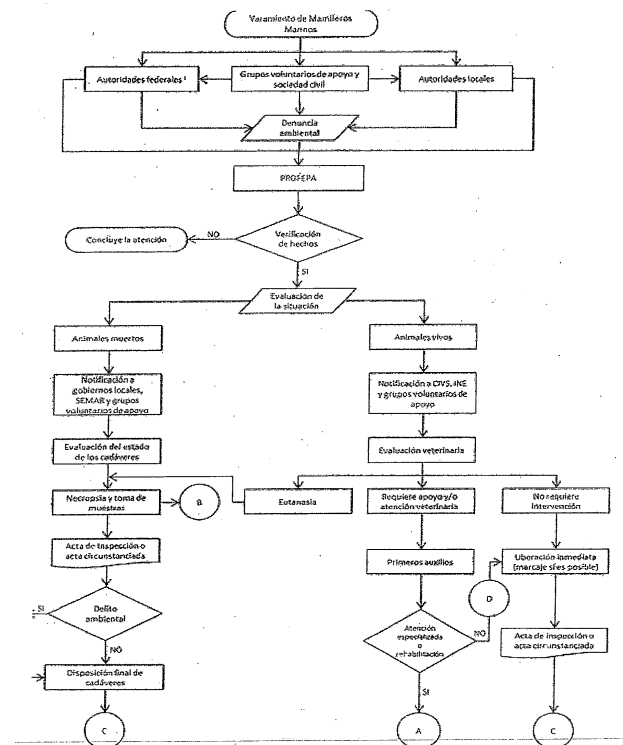 Varamiento de Mamíferos
Marinos
Autoridades federales ¹
Grupos voluntarios de apoyo y
sociedad civil
Autoridades locales
Denuncia
ambiental
PROFEPA
Verificación
de hechos
NO
Concluye la atención
SI
Evaluación de
la situación
Animales muertos
Animales vivos
Notificación a
gobiernos locales,
SEMAR y grupos
voluntarios de apoyo
Notificación a CIVS, INE
y grupos voluntarios de
apoyo
Evaluación del estado
de los cadáveres
Evaluación veterinaria
Necropsia y toma de
muestras
B
Eutanasia
Requiere apoyo y/o
atención veterinaria
No requiere
intervención
Acta de inspección o
acta circunstanciada
Primeros auxilios
Liberación inmediata
(marcaje si es posible)
D
SI
Delito
ambiental
NO
Atención
especializada
o
rehabilitación
NO
Acta de inspección o
acta circunstanciada
Disposición final de
cadáveres
SI
C
A
C